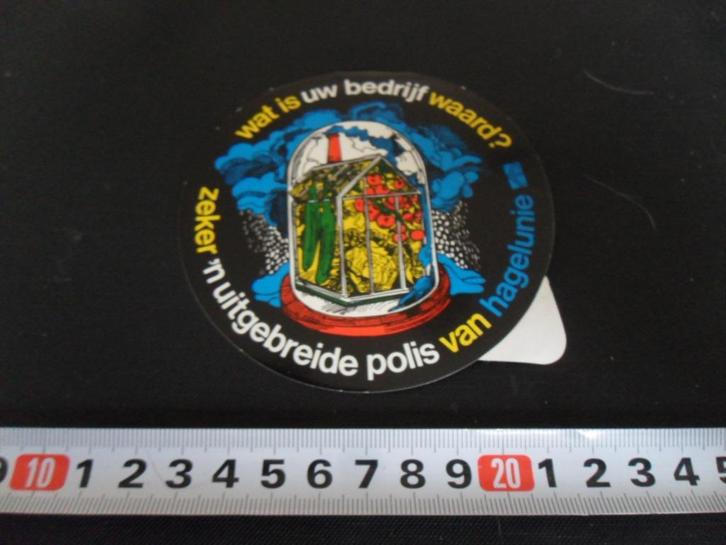 wat is uw bedrijf waard?
zeker 'n uitgebreide polis van hagelunie
9 10 1 2 3 4 5 6 7 8 9 20 1 2 3 4 5